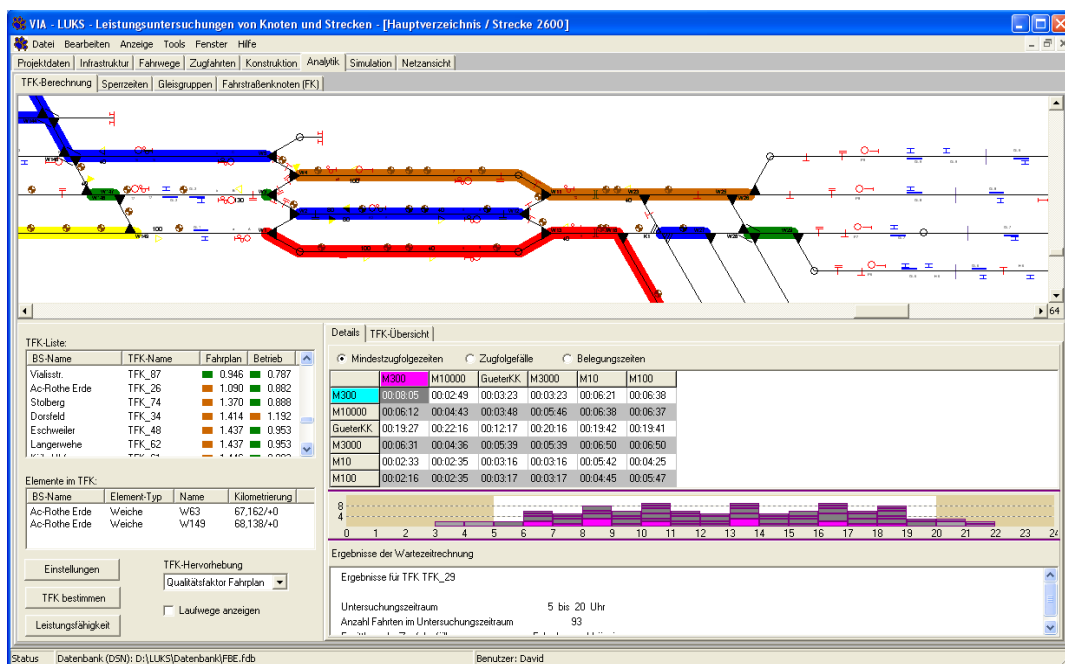 VIA - LUKS - Leistungsuntersuchungen von Knoten und Strecken - [Hauptverzeichnis / Strecke 2600]
Datei Bearbeiten Anzeige Tools Fenster Hilfe
Projektdaten Infrastruktur Fahrwege Zugfahrten Konstruktion Analytik Simulation Netzansicht
TFK-Berechnung Sperrzeiten Gleisgruppen Fahrstraßenknoten (FK)
64
TFK-Liste:
BS-Name TFK-Name Fahrplan Betrieb
Vialisstr. TFK_87 0.946 0.787
Ac-Rothe Erde TFK_26 1.090 0.882
Stolberg TFK_74 1.370 0.888
Dorsfeld TFK_34 1.414 1.192
Eschweiler TFK_48 1.437 0.953
Langerwehe TFK_62 1.437 0.953
Elemente im TFK:
BS-Name Element-Typ Name Kilometrierung
Ac-Rothe Erde Weiche W63 67,162/+0
Ac-Rothe Erde Weiche W149 68,138/+0
Einstellungen
TFK bestimmen
Leistungsfähigkeit
TFK-Hervorhebung
Qualitätsfaktor Fahrplan
Laufwege anzeigen
Details TFK-Übersicht
Mindestzugfolgezeiten Zugfolgefälle Belegungszeiten
M300 M10000 GueterKK M3000 M10 M100
M300 00:08:05 00:02:49 00:03:23 00:03:23 00:06:21 00:06:38
M10000 00:06:12 00:04:43 00:03:48 00:05:46 00:06:38 00:06:37
GueterKK 00:19:27 00:22:16 00:12:17 00:20:16 00:19:42 00:19:41
M3000 00:06:31 00:04:36 00:05:39 00:05:39 00:06:50 00:06:50
M10 00:02:33 00:02:35 00:03:16 00:03:16 00:05:42 00:04:25
M100 00:02:16 00:02:35 00:03:17 00:03:17 00:04:45 00:05:47
8
4
0 1 2 3 4 5 6 7 8 9 10 11 12 13 14 15 16 17 18 19 20 21 22 23 24
Ergebnisse der Wartezeitrechnung
Ergebnisse für TFK TFK_29
Untersuchungszeitraum 5 bis 20 Uhr
Anzahl Fahrten im Untersuchungszeitraum 93
Status Datenbank (DSN): D:\LUKS\Datenbank\FBE.fdb Benutzer: David